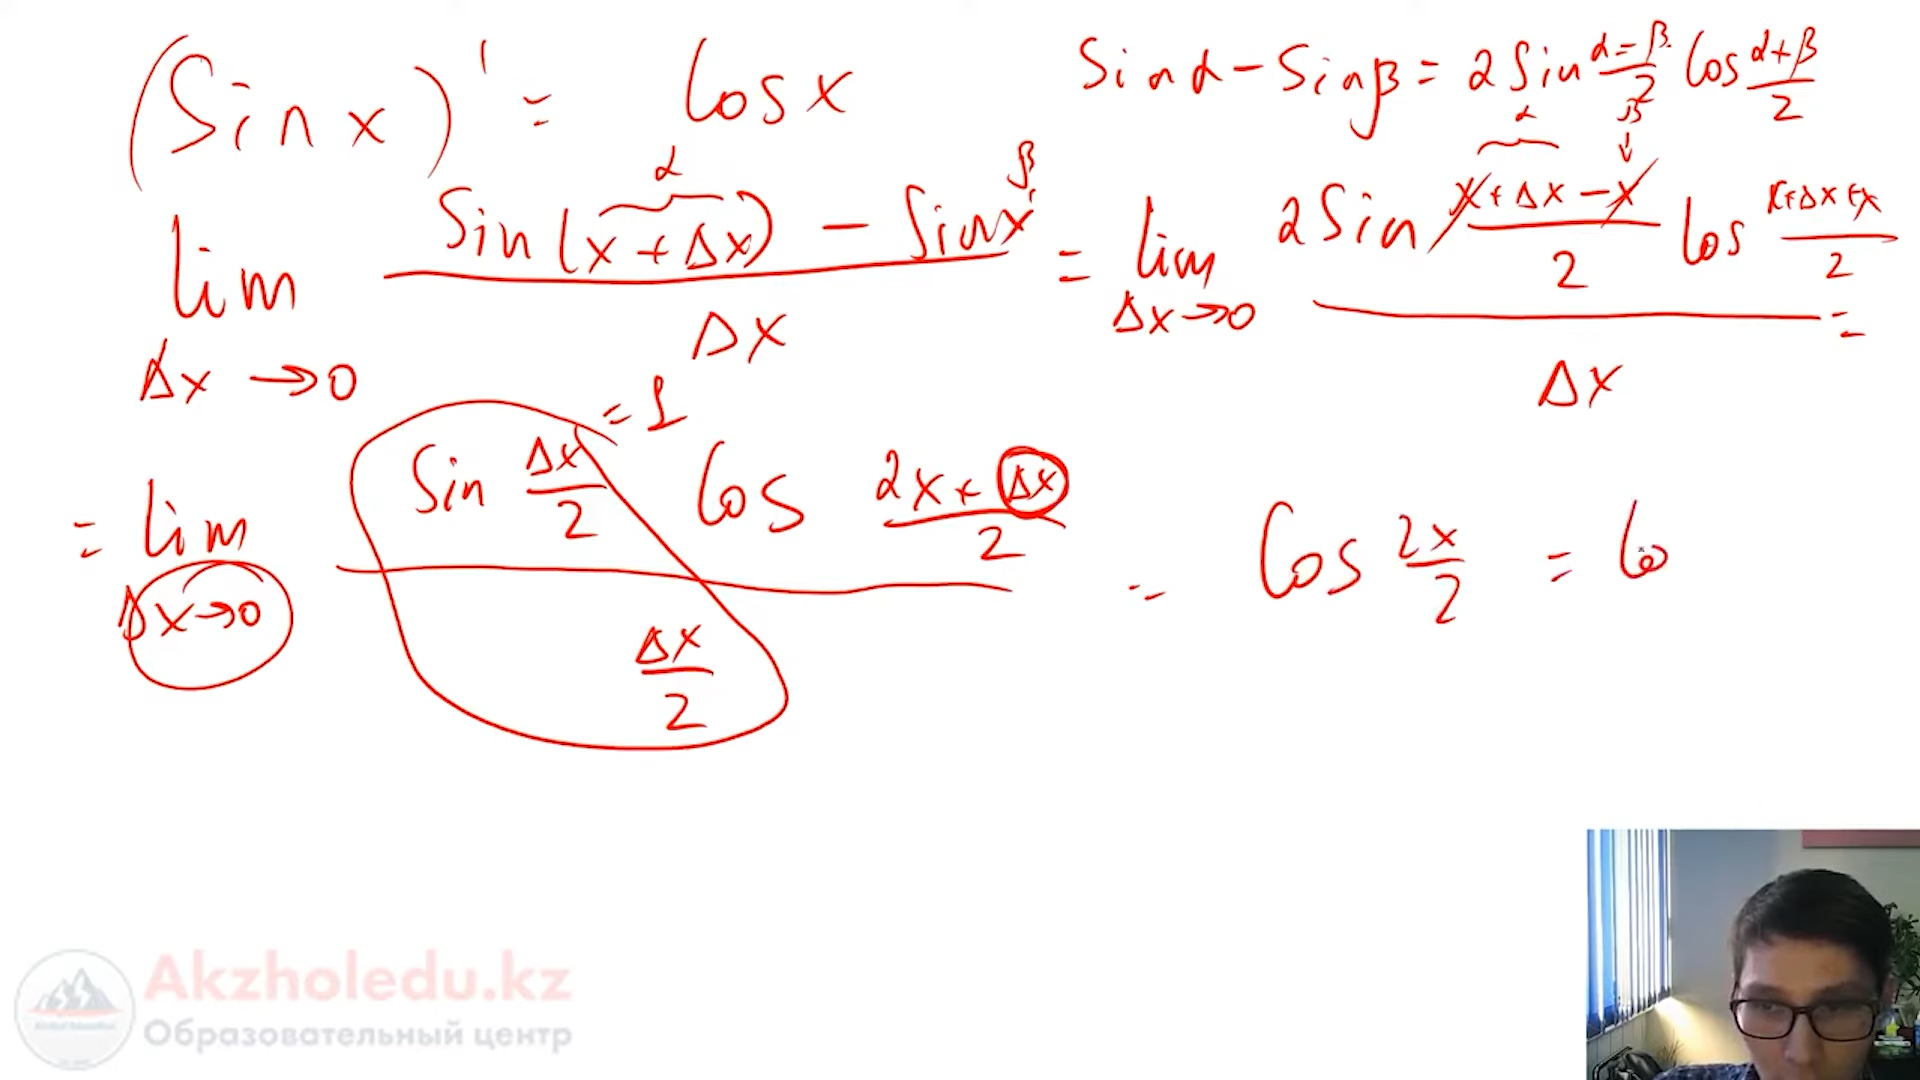 (Sin x)' = Cos x
Sin α − Sin β = 2 Sin (α − β)/2 Cos (α + β)/2
α β α β
lim Δx→0 (Sin (x + Δx) − Sin x)/Δx = lim Δx→0 (2 Sin (x + Δx − x)/2 Cos (x + Δx + x)/2)/Δx =
= 1
= lim Δx→0 (Sin Δx/2 Cos (2x + Δx)/2)/(Δx/2) = Cos 2x/2 = Co
Akzholedu.kz
Образовательный центр